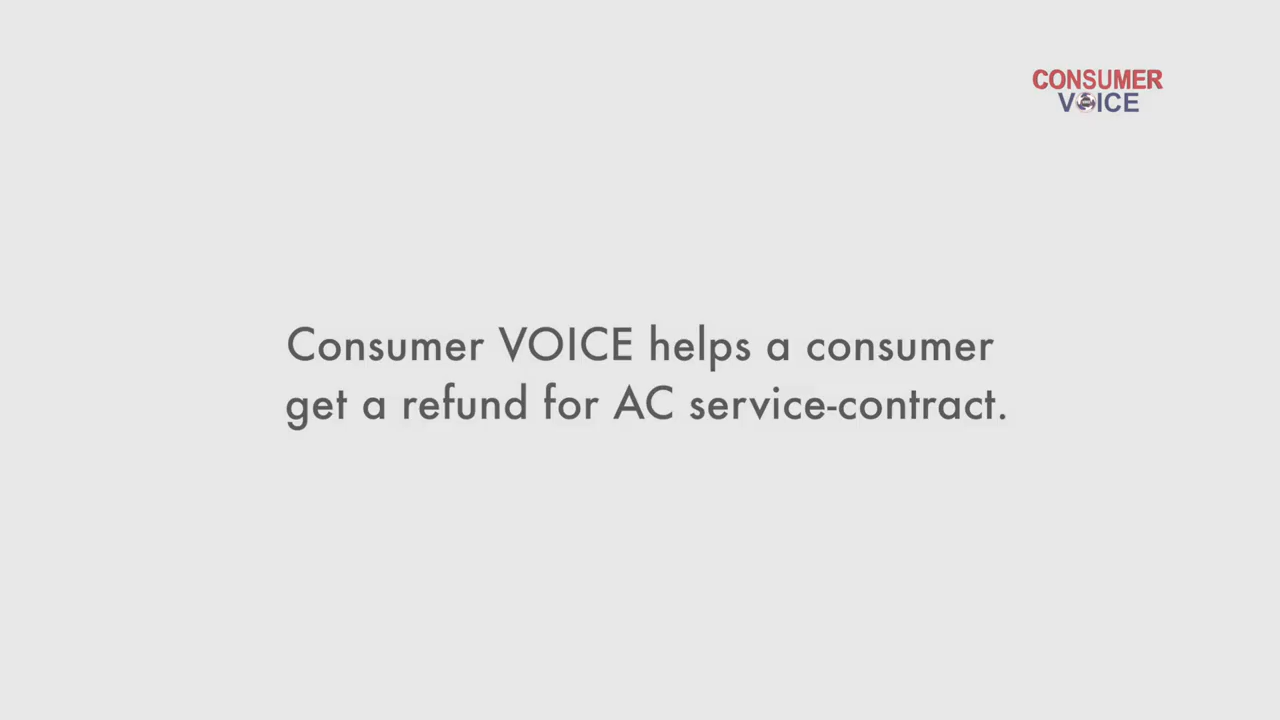 CONSUMER
VOICE
Consumer VOICE helps a consumer
get a refund for AC service-contract.